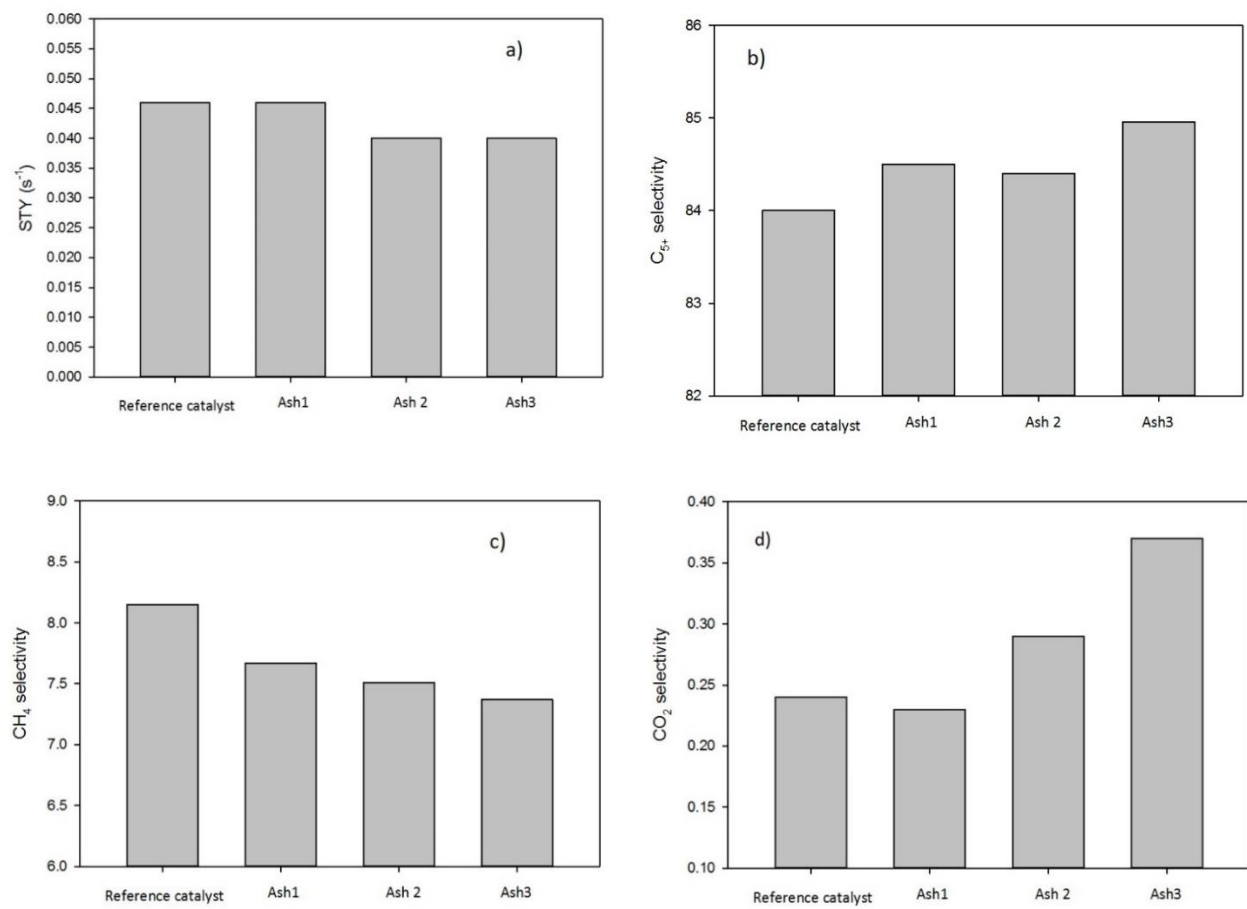 a)
STY (s⁻¹)
0.060
0.055
0.050
0.045
0.040
0.035
0.030
0.025
0.020
0.015
0.010
0.005
0.000
Reference catalyst Ash1 Ash 2 Ash3
b)
C₅₊ selectivity
86
85
84
83
82
Reference catalyst Ash1 Ash 2 Ash3
c)
CH₄ selectivity
9.0
8.5
8.0
7.5
7.0
6.5
6.0
Reference catalyst Ash1 Ash 2 Ash3
d)
CO₂ selectivity
0.40
0.35
0.30
0.25
0.20
0.15
0.10
Reference catalyst Ash1 Ash 2 Ash3